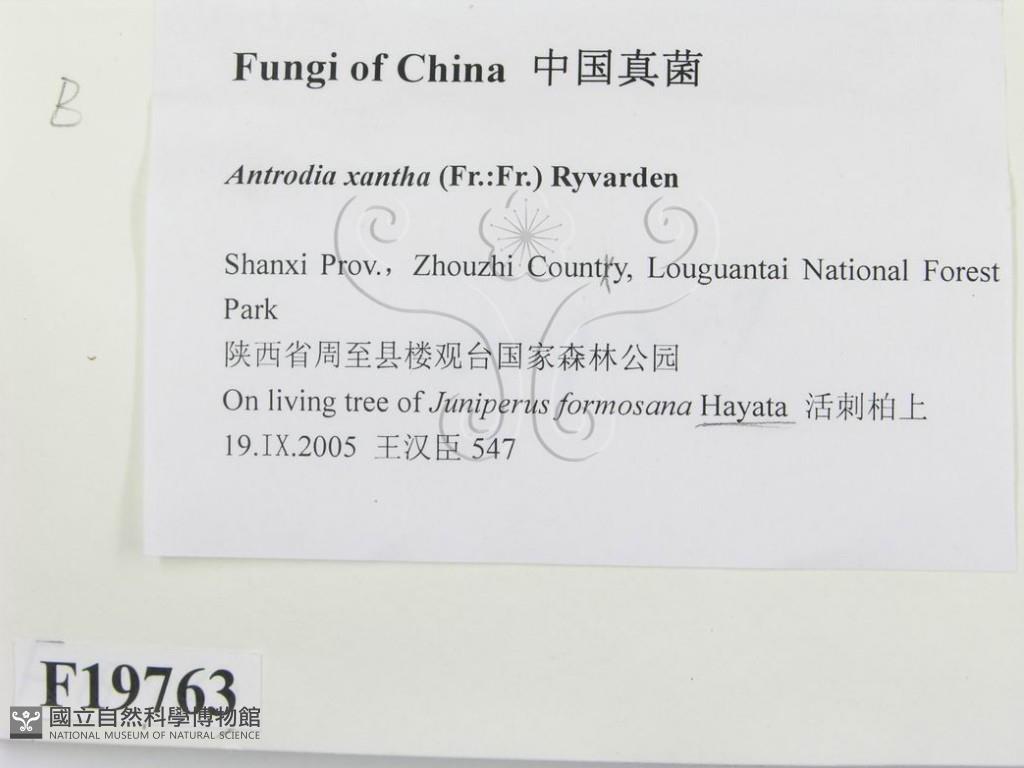 B
Fungi of China 中国真菌
Antrodia xantha (Fr.:Fr.) Ryvarden
Shanxi Prov., Zhouzhi Country, Louguantai National Forest
Park
陕西省周至县楼观台国家森林公园
On living tree of Juniperus formosana Hayata 活刺柏上
19.IX.2005 王汉臣 547
F19763
國立自然科學博物館
NATIONAL MUSEUM OF NATURAL SCIENCE